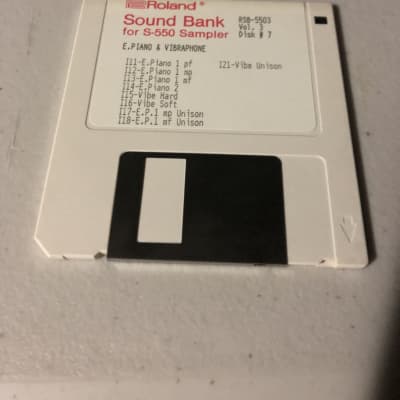 Roland®
Sound Bank
for S-550 Sampler
RSB-5503
Vol. 3
Disk # 7
E.PIANO & VIBRAPHONE
I11-E.Piano 1 pf
I12-E.Piano 1 mp
I13-E.Piano 1 mf
I14-E.Piano 2
I15-Vibe Hard
I16-Vibe Soft
I17-E.P.1 mp Unison
I18-E.P.1 mf Unison
I21-Vibe Unison